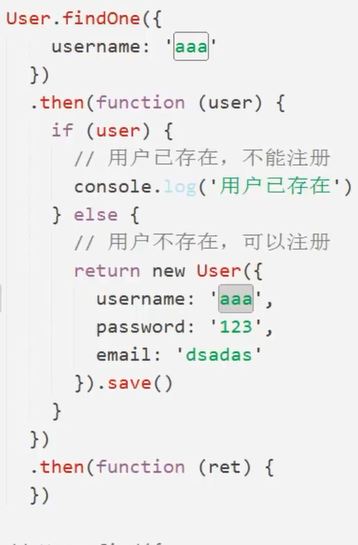 User.findOne({
    username: 'aaa'
  })
  .then(function (user) {
    if (user) {
      // 用户已存在，不能注册
      console.log('用户已存在')
    } else {
      // 用户不存在，可以注册
      return new User({
        username: 'aaa',
        password: '123',
        email: 'dsadas'
      }).save()
    }
  })
  .then(function (ret) {
  })